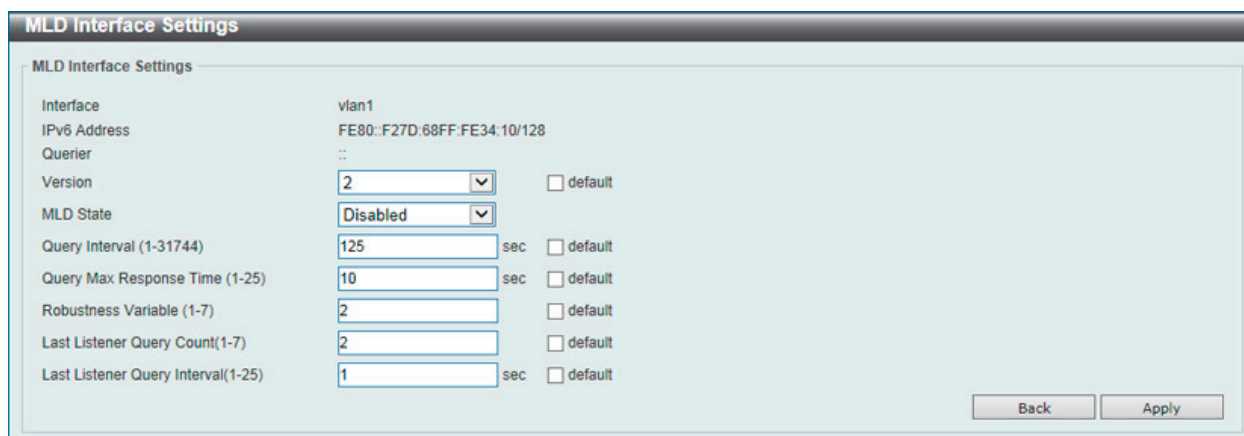 MLD Interface Settings
MLD Interface Settings
Interface vlan1
IPv6 Address FE80::F27D:68FF:FE34:10/128
Querier ::
Version 2 default
MLD State Disabled
Query Interval (1-31744) 125 sec default
Query Max Response Time (1-25) 10 sec default
Robustness Variable (1-7) 2 default
Last Listener Query Count(1-7) 2 default
Last Listener Query Interval(1-25) 1 sec default
Back Apply